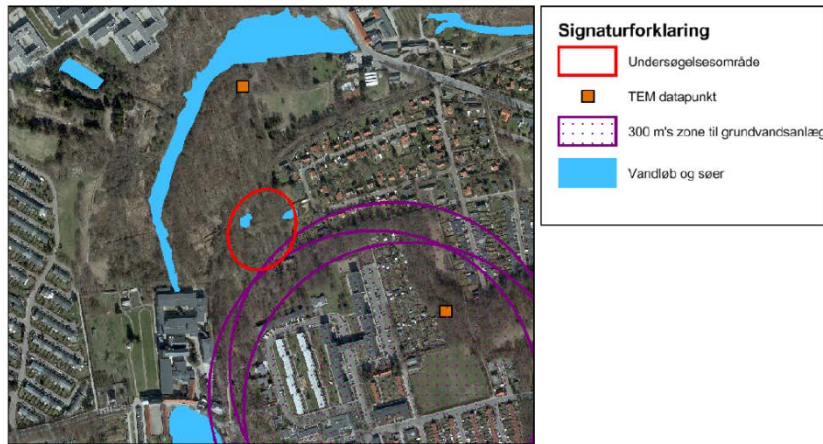 Signaturforklaring
Undersøgelsesområde
TEM datapunkt
300 m's zone til grundvandsanlæg
Vandløb og søer